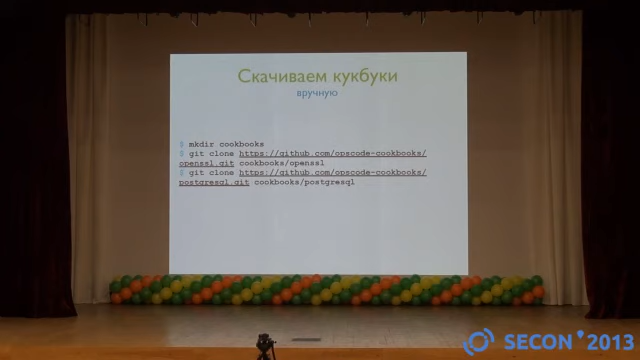 Скачиваем кукбуки
вручную
$ mkdir cookbooks
$ git clone https://github.com/opscode-cookbooks/
openssl.git cookbooks/openssl
$ git clone https://github.com/opscode-cookbooks/
postgresql.git cookbooks/postgresql
SECON'2013